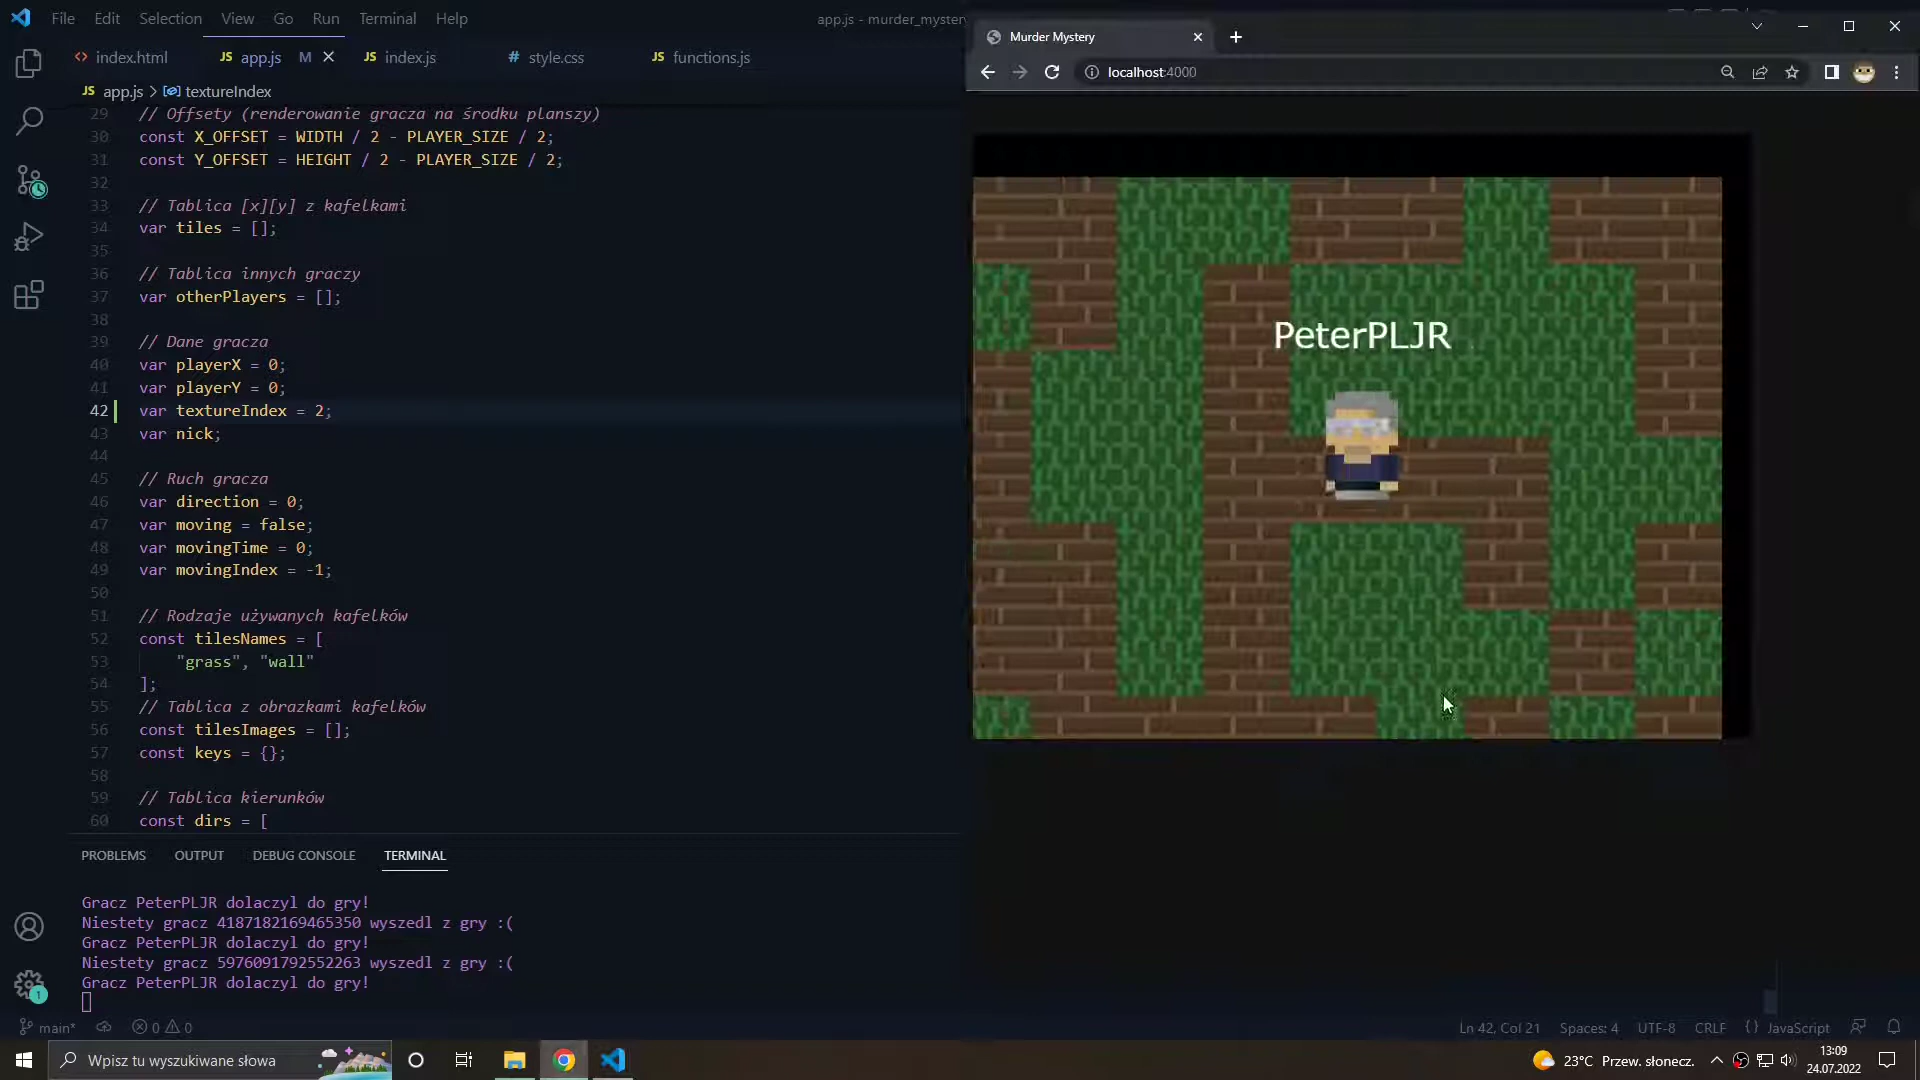 File Edit Selection View Go Run Terminal Help
app.js - murder_mystery
index.html
JS app.js M
JS index.js
# style.css
JS functions.js
JS app.js > textureIndex
29 // Offsety (renderowanie gracza na środku planszy)
30 const X_OFFSET = WIDTH / 2 - PLAYER_SIZE / 2;
31 const Y_OFFSET = HEIGHT / 2 - PLAYER_SIZE / 2;
32
33 // Tablica [x][y] z kafelkami
34 var tiles = [];
35
36 // Tablica innych graczy
37 var otherPlayers = [];
38
39 // Dane gracza
40 var playerX = 0;
41 var playerY = 0;
42 var textureIndex = 2;
43 var nick;
44
45 // Ruch gracza
46 var direction = 0;
47 var moving = false;
48 var movingTime = 0;
49 var movingIndex = -1;
50
51 // Rodzaje używanych kafelków
52 const tilesNames = [
53 "grass", "wall"
54 ];
55 // Tablica z obrazkami kafelków
56 const tilesImages = [];
57 const keys = {};
58
59 // Tablica kierunków
60 const dirs = [
PROBLEMS OUTPUT DEBUG CONSOLE TERMINAL
Gracz PeterPLJR dolaczyl do gry!
Niestety gracz 4187182169465350 wyszedl z gry :(
Gracz PeterPLJR dolaczyl do gry!
Niestety gracz 5976091792552263 wyszedl z gry :(
Gracz PeterPLJR dolaczyl do gry!
1
main* 0 0
Ln 42, Col 21 Spaces: 4 UTF-8 CRLF {} JavaScript
Murder Mystery
localhost:4000
PeterPLJR
Wpisz tu wyszukiwane słowa
23°C Przew. słonecz.
13:09
24.07.2022